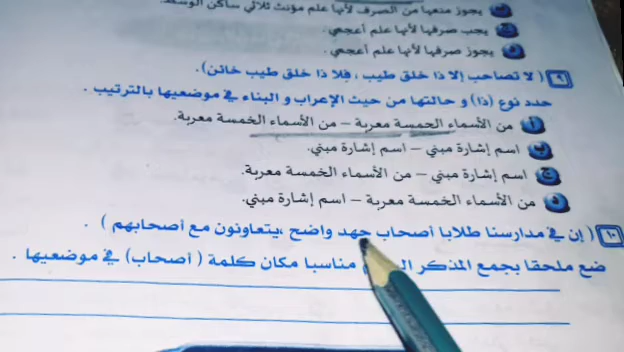 يجوز منعها من الصرف لأنها علم مؤنث ثلاثي ساكن الوسط.
ج يجب صرفها لأنها علم أعجمي.
د يجوز صرفها لأنها علم أعجمي.
٩ ( لا تصاحب إلا ذا خلق طيب ، فلا ذا خلق طيب خائن).
حدد نوع (ذا) و حالتها من حيث الإعراب و البناء في موضعيها بالترتيب .
أ من الأسماء الخمسة معربة – من الأسماء الخمسة معربة.
ب اسم إشارة مبني – اسم إشارة مبني.
ج اسم إشارة مبني – من الأسماء الخمسة معربة.
د من الأسماء الخمسة معربة – اسم إشارة مبني.
١٠ ( إن في مدارسنا طلابا أصحاب جهد واضح ،يتعاونون مع أصحابهم ) .
ضع ملحقا بجمع المذكر مناسبا مكان كلمة ( أصحاب) في موضعيها .